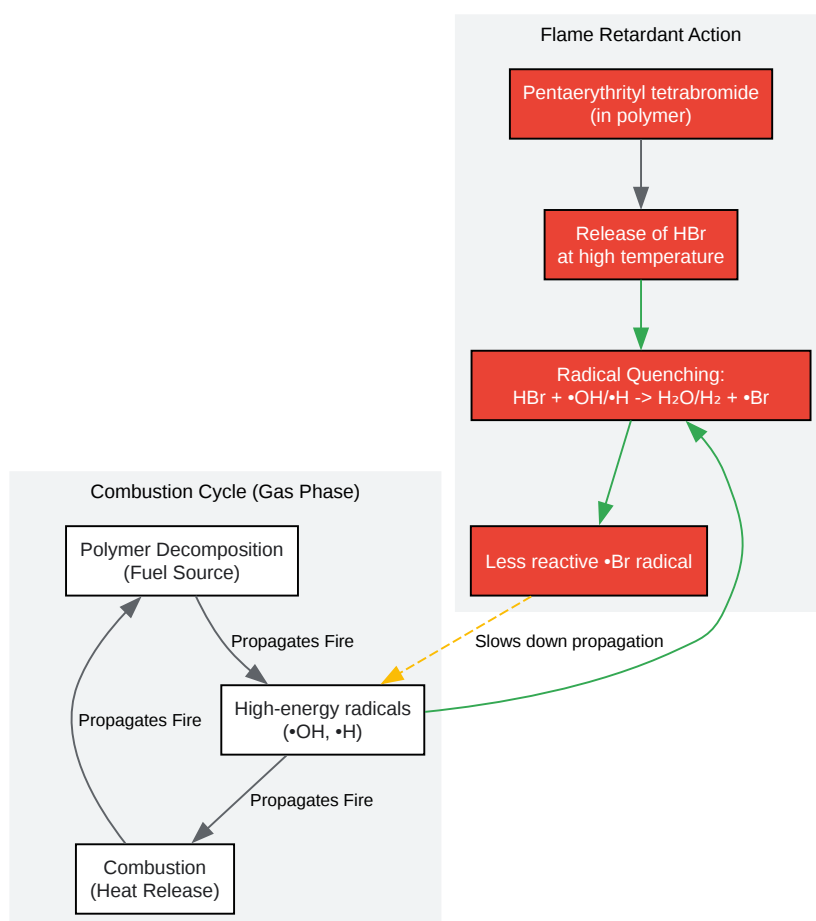 Flame Retardant Action
Pentaerythrityl tetrabromide
(in polymer)
Release of HBr
at high temperature
Radical Quenching:
HBr + •OH/•H -> H₂O/H₂ + •Br
Less reactive •Br radical
Slows down propagation
Combustion Cycle (Gas Phase)
Polymer Decomposition
(Fuel Source)
Propagates Fire
High-energy radicals
(•OH, •H)
Propagates Fire
Propagates Fire
Combustion
(Heat Release)